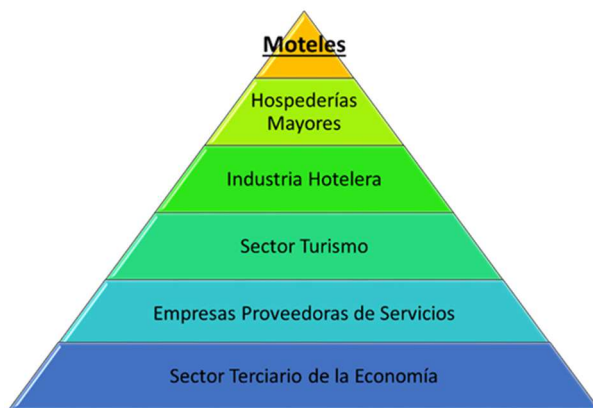 Moteles
Hospederías
Mayores
Industria Hotelera
Sector Turismo
Empresas Proveedoras de Servicios
Sector Terciario de la Economía